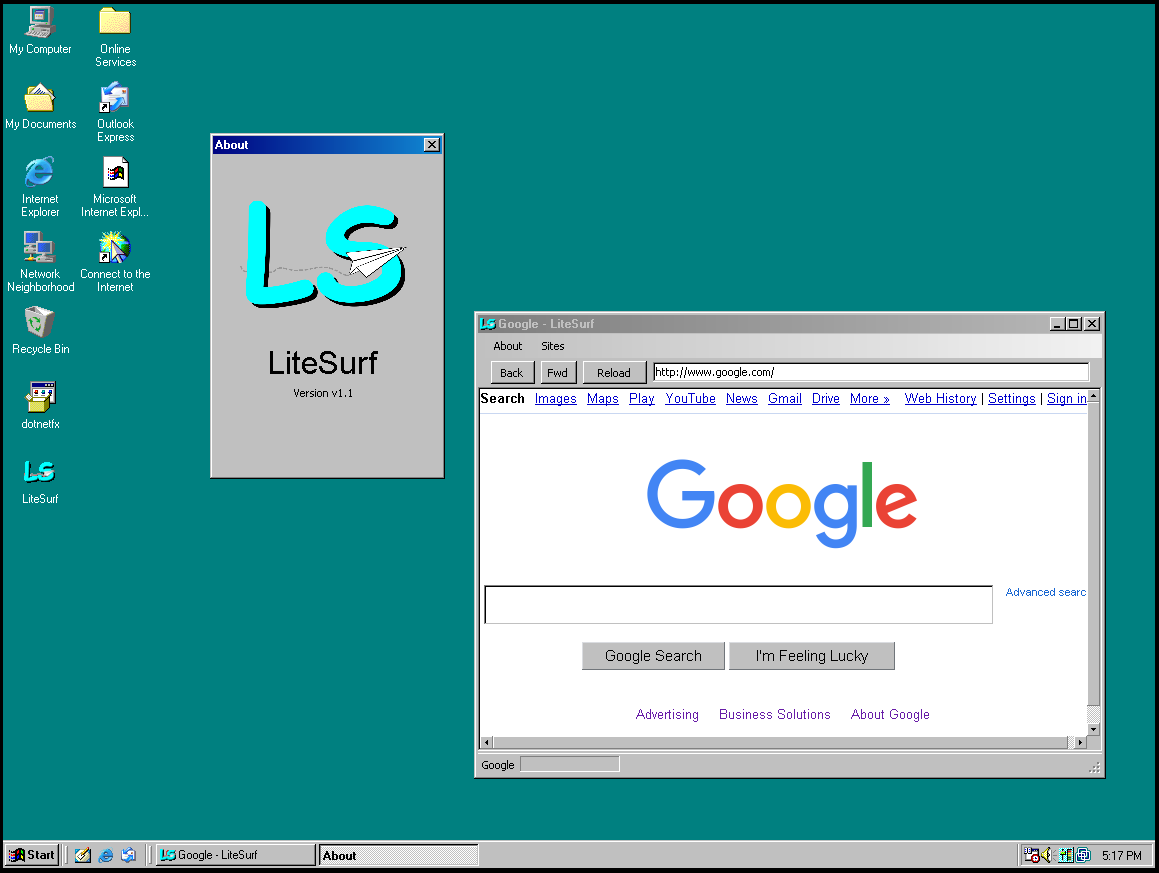 My Computer
Online
Services
My Documents
Outlook
Express
Internet
Explorer
Microsoft
Internet Expl...
Network
Neighborhood
Connect to the
Internet
Recycle Bin
dotnetfx
LS
LiteSurf
About
LS
LiteSurf
Version v1.1
LS Google - LiteSurf
About Sites
Back Fwd Reload http://www.google.com/
Search Images Maps Play YouTube News Gmail Drive More » Web History | Settings | Sign in
Google
Advanced searc
Google Search I'm Feeling Lucky
Advertising Business Solutions About Google
Google
Start LS Google - LiteSurf About 5:17 PM